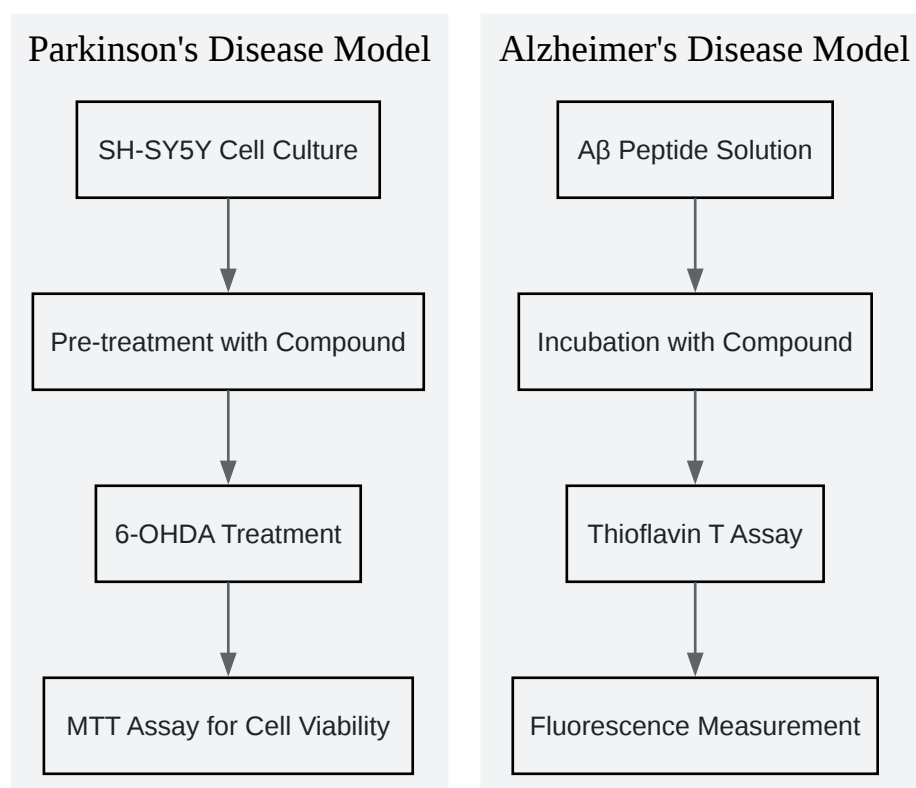 Parkinson's Disease Model
SH-SY5Y Cell Culture
Pre-treatment with Compound
6-OHDA Treatment
MTT Assay for Cell Viability
Alzheimer's Disease Model
Aβ Peptide Solution
Incubation with Compound
Thioflavin T Assay
Fluorescence Measurement